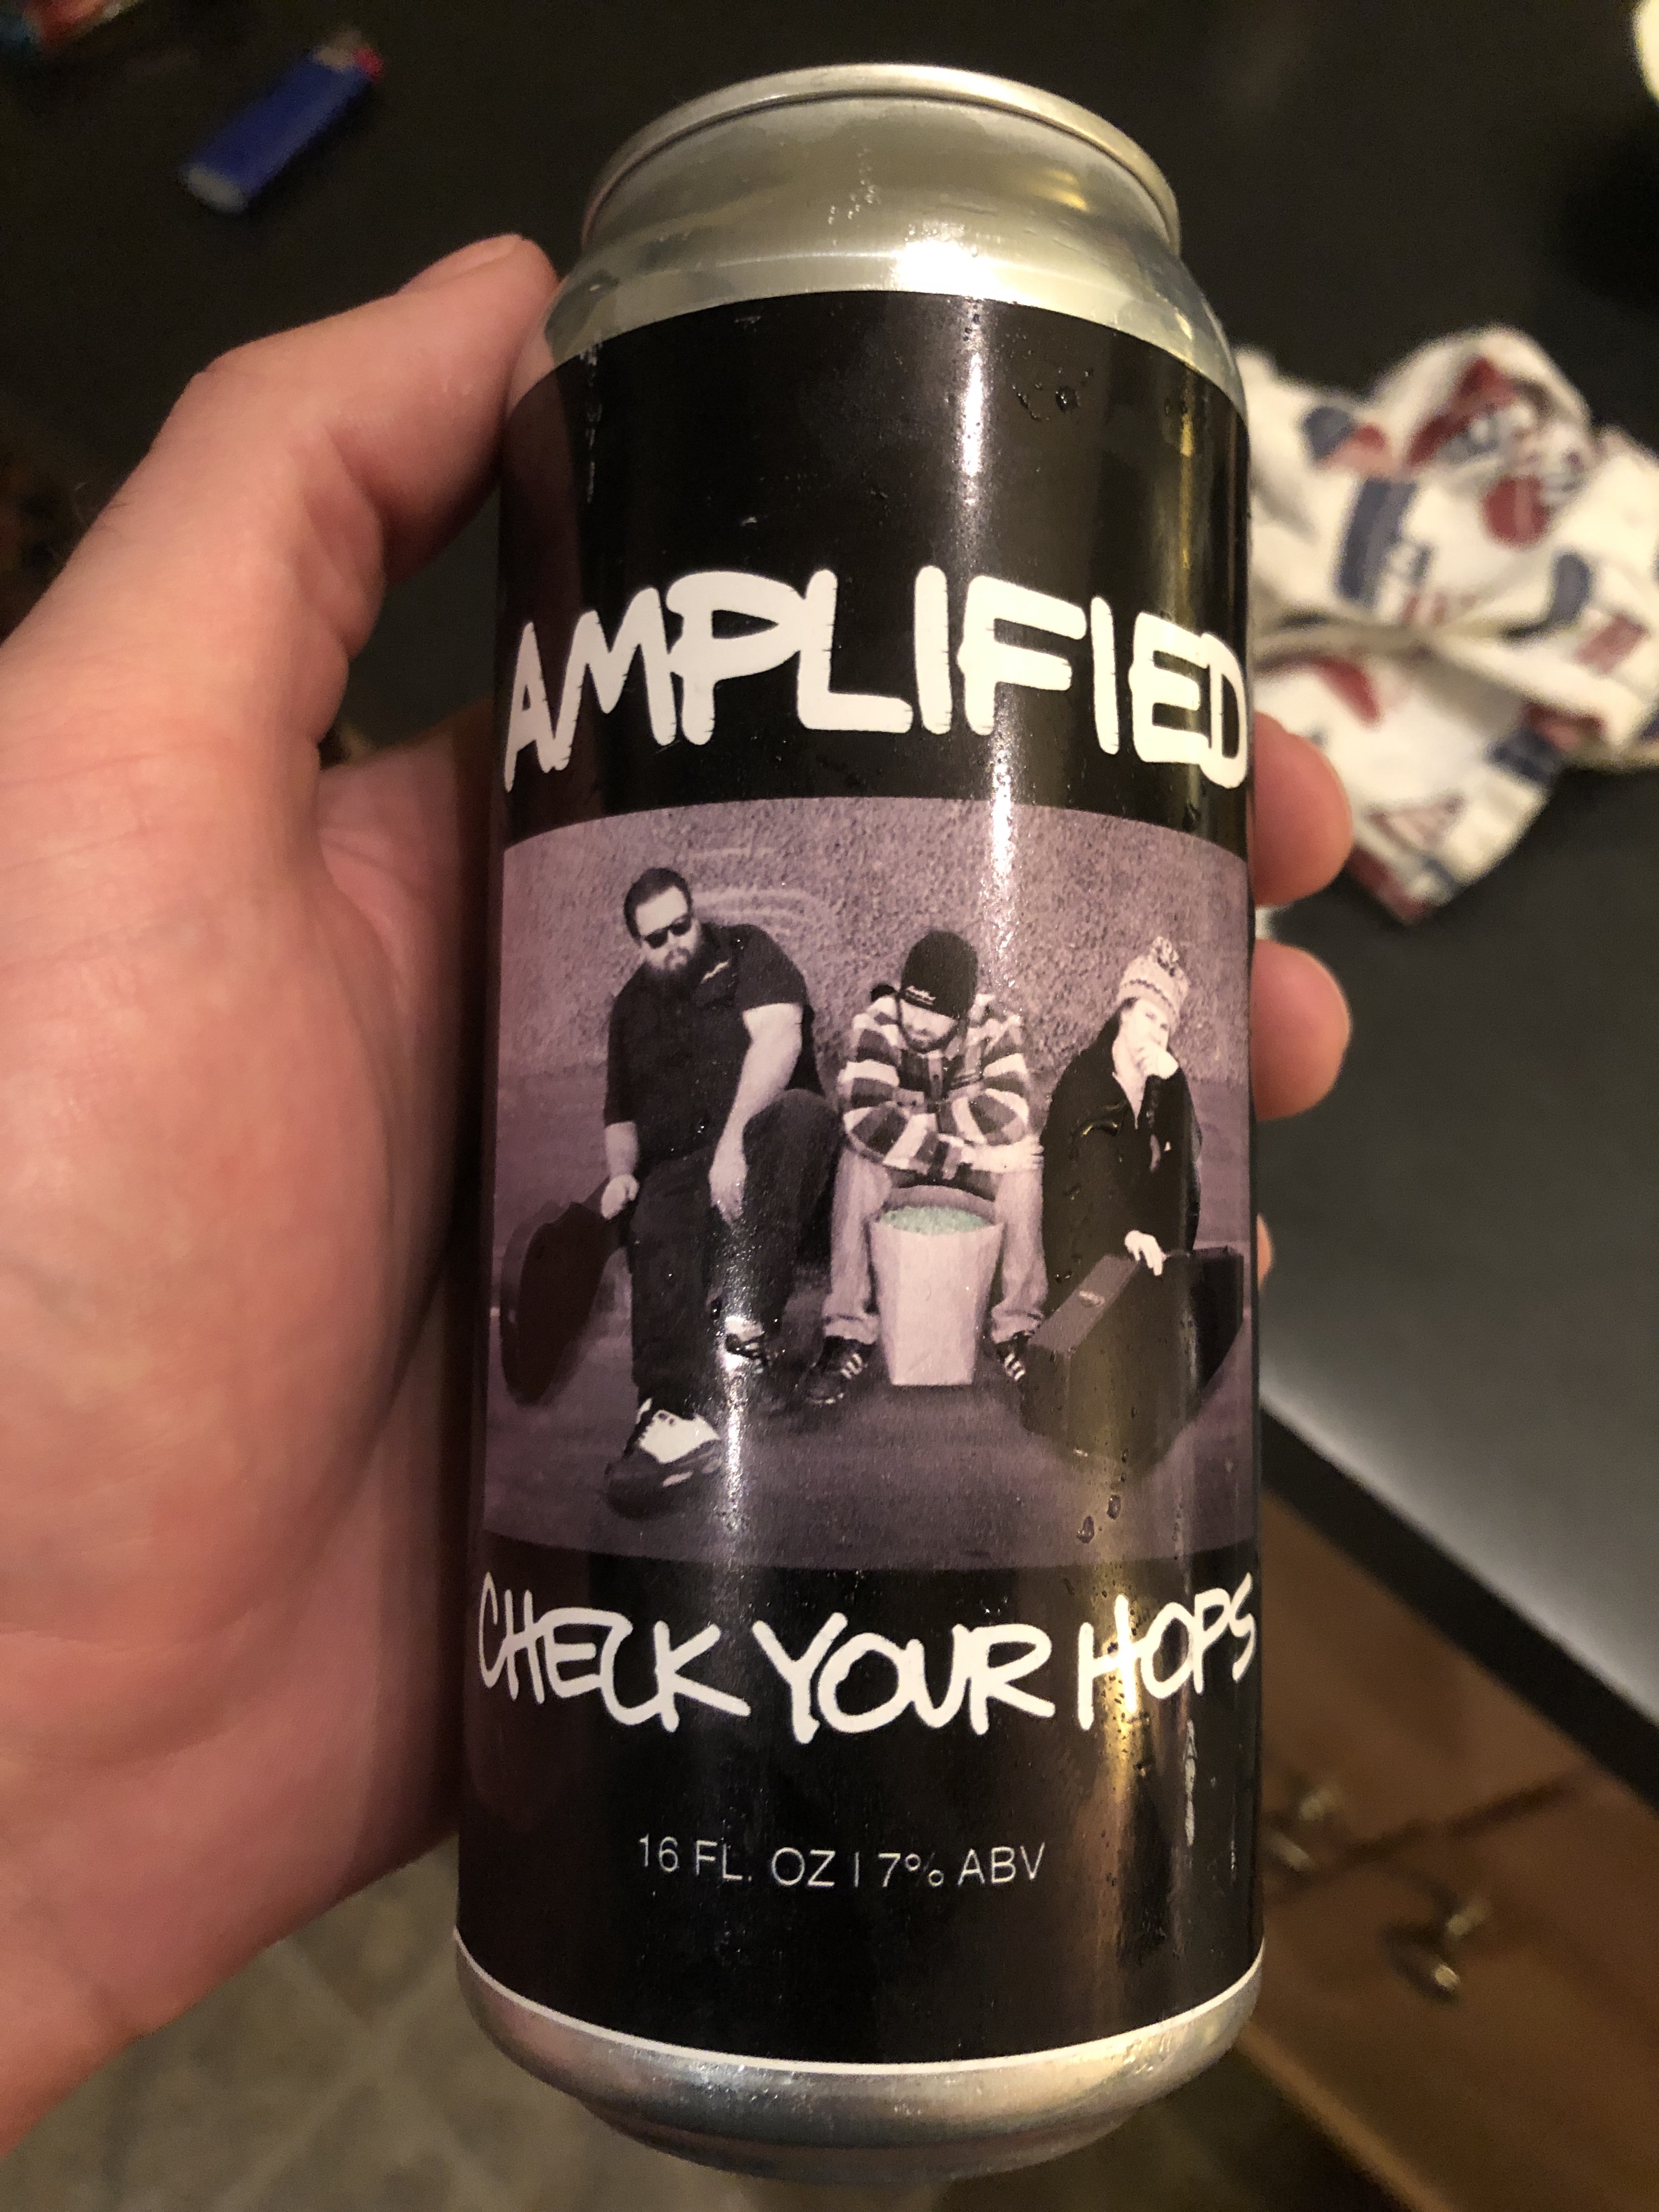 AMPLIFIED
CHECK YOUR HOPS
16 FL. OZ | 7% ABV